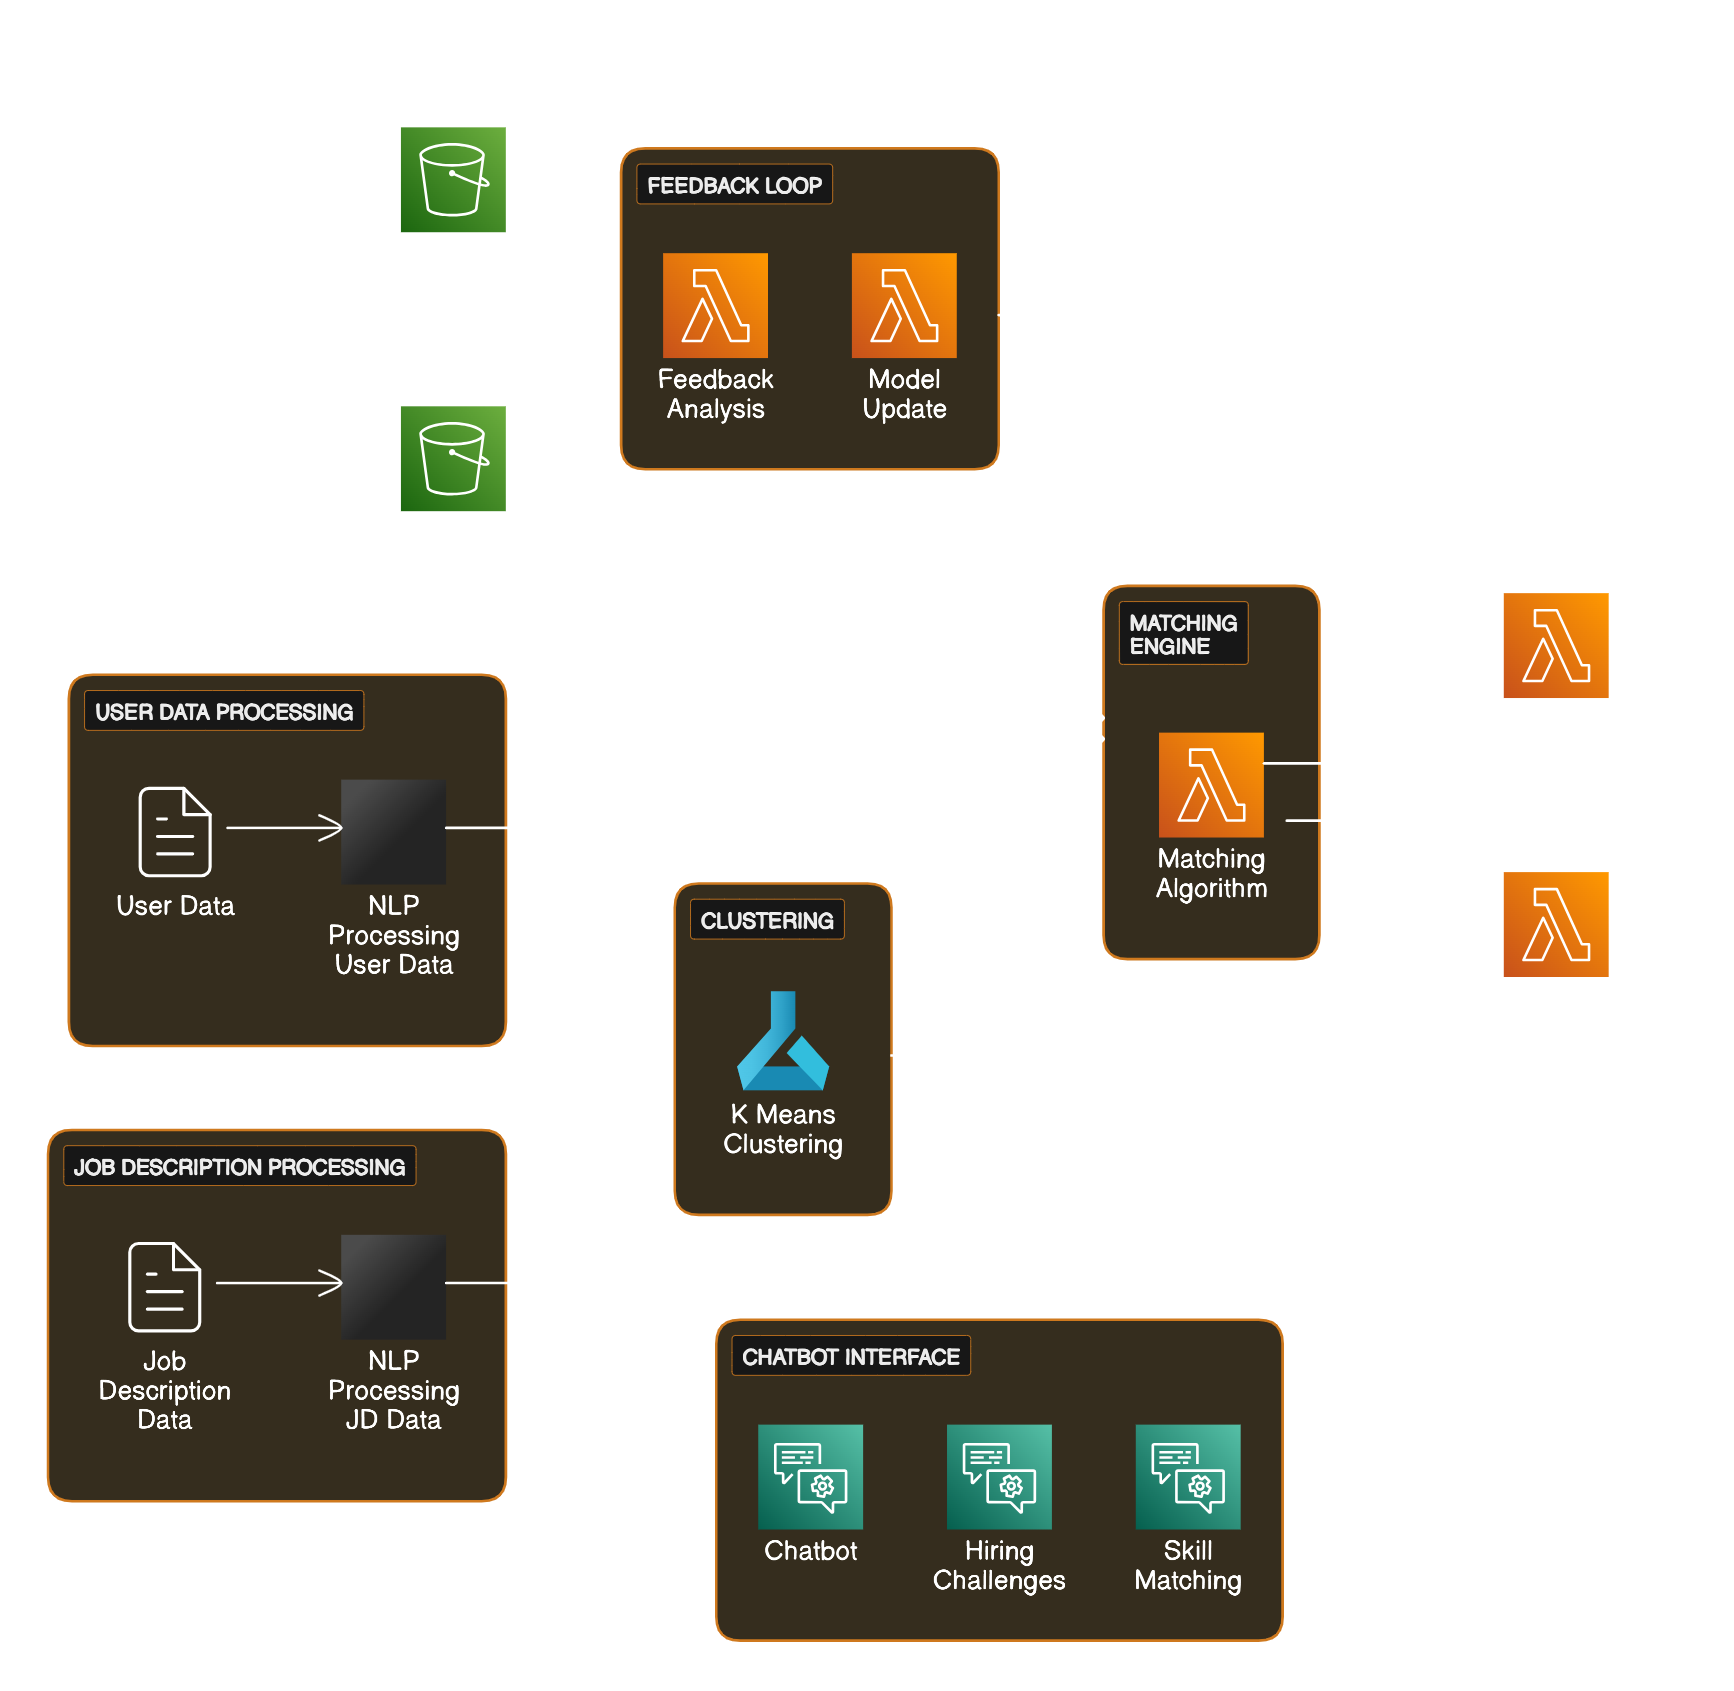 FEEDBACK LOOP
Feedback
Analysis
Model
Update
MATCHING
ENGINE
Matching
Algorithm
USER DATA PROCESSING
User Data
NLP
Processing
User Data
CLUSTERING
K Means
Clustering
JOB DESCRIPTION PROCESSING
Job
Description
Data
NLP
Processing
JD Data
CHATBOT INTERFACE
Chatbot
Hiring
Challenges
Skill
Matching